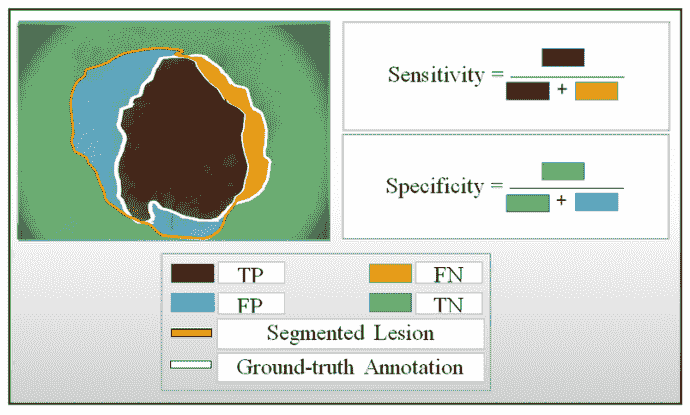 Sensitivity =
+
Specificity =
+
TP FN
FP TN
Segmented Lesion
Ground-truth Annotation